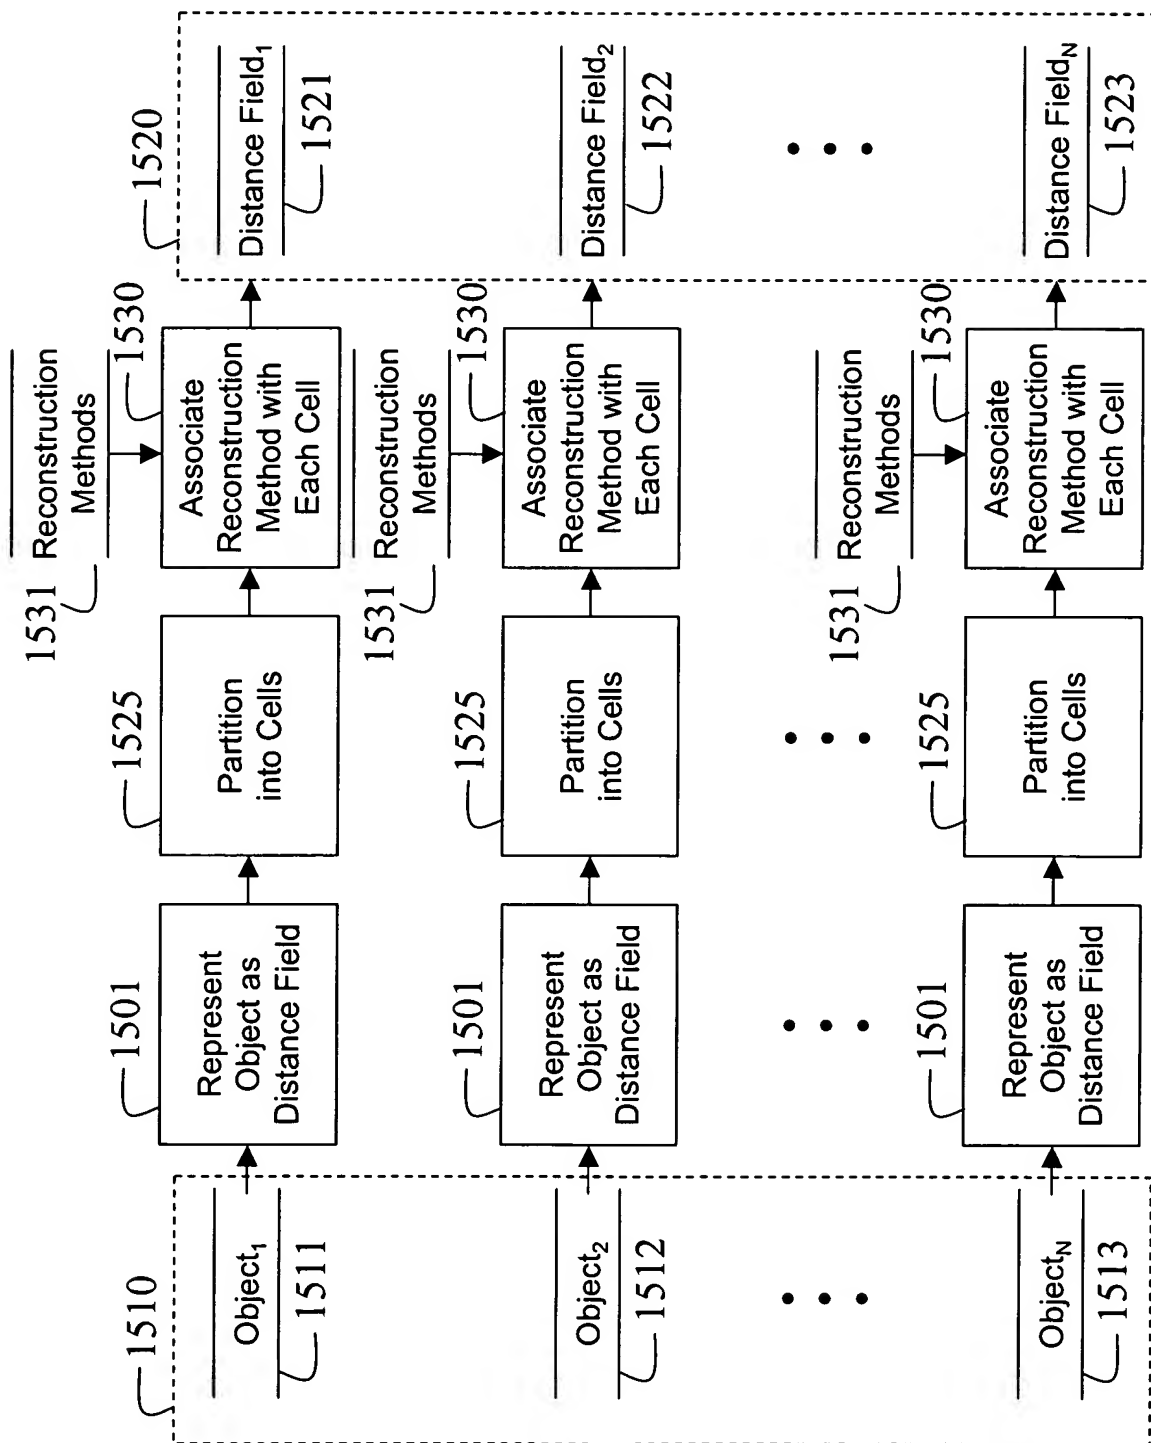 1510
Object₁
1511
1501
Represent
Object as
Distance Field
1525
Partition
into Cells
1531
Reconstruction
Methods
1530
Associate
Reconstruction
Method with
Each Cell
1520
Distance Field₁
1521
Object₂
1512
1501
Represent
Object as
Distance Field
1525
Partition
into Cells
1531
Reconstruction
Methods
1530
Associate
Reconstruction
Method with
Each Cell
Distance Field₂
1522
Object_N
1513
1501
Represent
Object as
Distance Field
1525
Partition
into Cells
1531
Reconstruction
Methods
1530
Associate
Reconstruction
Method with
Each Cell
Distance Field_N
1523